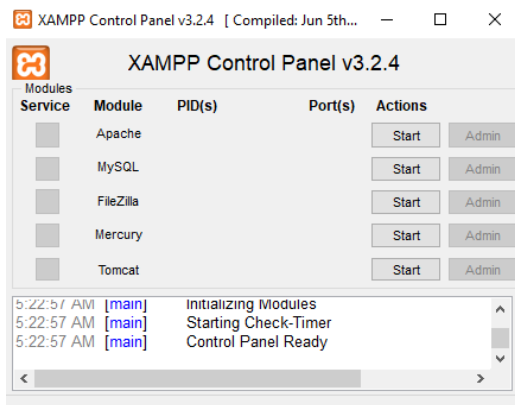 XAMPP Control Panel v3.2.4 [ Compiled: Jun 5th...
XAMPP Control Panel v3.2.4
Modules
Service Module PID(s) Port(s) Actions
Apache Start Admin
MySQL Start Admin
FileZilla Start Admin
Mercury Start Admin
Tomcat Start Admin
5:22:57 AM [main] Initializing Modules
5:22:57 AM [main] Starting Check-Timer
5:22:57 AM [main] Control Panel Ready